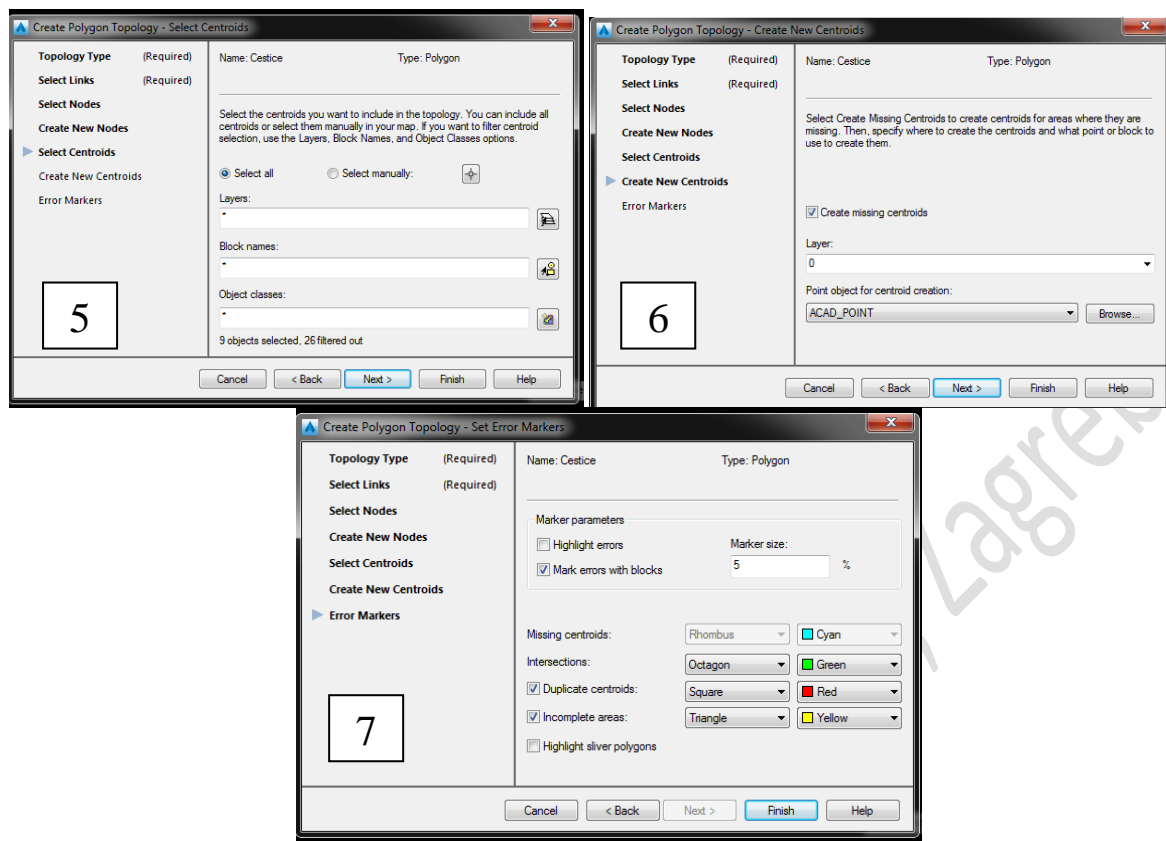 Create Polygon Topology - Select Centroids
Topology Type (Required)
Select Links (Required)
Select Nodes
Create New Nodes
Select Centroids
Create New Centroids
Error Markers
5
Name: Cestice Type: Polygon
Select the centroids you want to include in the topology. You can include all
centroids or select them manually in your map. If you want to filter centroid
selection, use the Layers, Block Names, and Object Classes options.
Select all Select manually:
Layers:
*
Block names:
*
Object classes:
*
9 objects selected, 26 filtered out
Cancel < Back Next > Finish Help
Create Polygon Topology - Create New Centroids
Topology Type (Required)
Select Links (Required)
Select Nodes
Create New Nodes
Select Centroids
Create New Centroids
Error Markers
6
Name: Cestice Type: Polygon
Select Create Missing Centroids to create centroids for areas where they are
missing. Then, specify where to create the centroids and what point or block to
use to create them.
Create missing centroids
Layer:
0
Point object for centroid creation:
ACAD_POINT Browse...
Cancel < Back Next > Finish Help
Create Polygon Topology - Set Error Markers
Topology Type (Required)
Select Links (Required)
Select Nodes
Create New Nodes
Select Centroids
Create New Centroids
Error Markers
7
Name: Cestice Type: Polygon
Marker parameters
Highlight errors Marker size:
Mark errors with blocks 5 %
Missing centroids: Rhombus Cyan
Intersections: Octagon Green
Duplicate centroids: Square Red
Incomplete areas: Triangle Yellow
Highlight sliver polygons
Cancel < Back Next > Finish Help